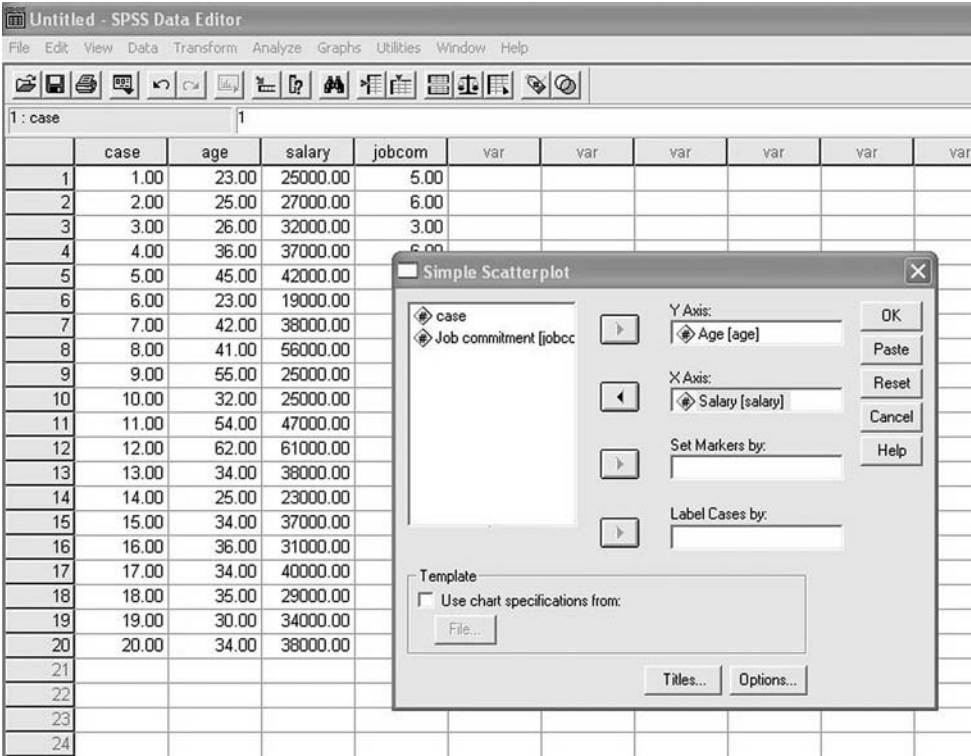 Untitled - SPSS Data Editor
File Edit View Data Transform Analyze Graphs Utilities Window Help
1 : case 1
case age salary jobcom var var var var var var
1 1.00 23.00 25000.00 5.00
2 2.00 25.00 27000.00 6.00
3 3.00 26.00 32000.00 3.00
4 4.00 36.00 37000.00 6.00
5 5.00 45.00 42000.00
6 6.00 23.00 19000.00
7 7.00 42.00 38000.00
8 8.00 41.00 56000.00
9 9.00 55.00 25000.00
10 10.00 32.00 25000.00
11 11.00 54.00 47000.00
12 12.00 62.00 61000.00
13 13.00 34.00 38000.00
14 14.00 25.00 23000.00
15 15.00 34.00 37000.00
16 16.00 36.00 31000.00
17 17.00 34.00 40000.00
18 18.00 35.00 29000.00
19 19.00 30.00 34000.00
20 20.00 34.00 38000.00
21
22
23
24
Simple Scatterplot
case
Job commitment [jobcc
Y Axis:
Age [age]
X Axis:
Salary [salary]
Set Markers by:
Label Cases by:
OK
Paste
Reset
Cancel
Help
Template
Use chart specifications from:
File...
Titles... Options...